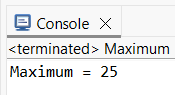 Console
<terminated> Maximum
Maximum = 25